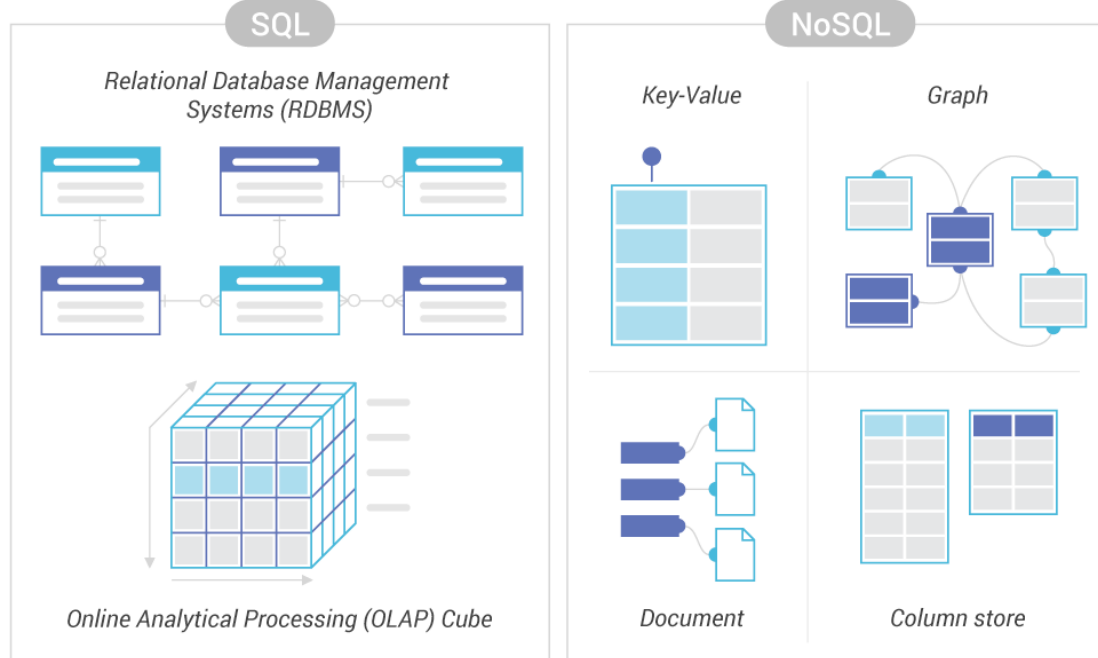 SQL
Relational Database Management
Systems (RDBMS)
Online Analytical Processing (OLAP) Cube
NoSQL
Key-Value
Graph
Document
Column store